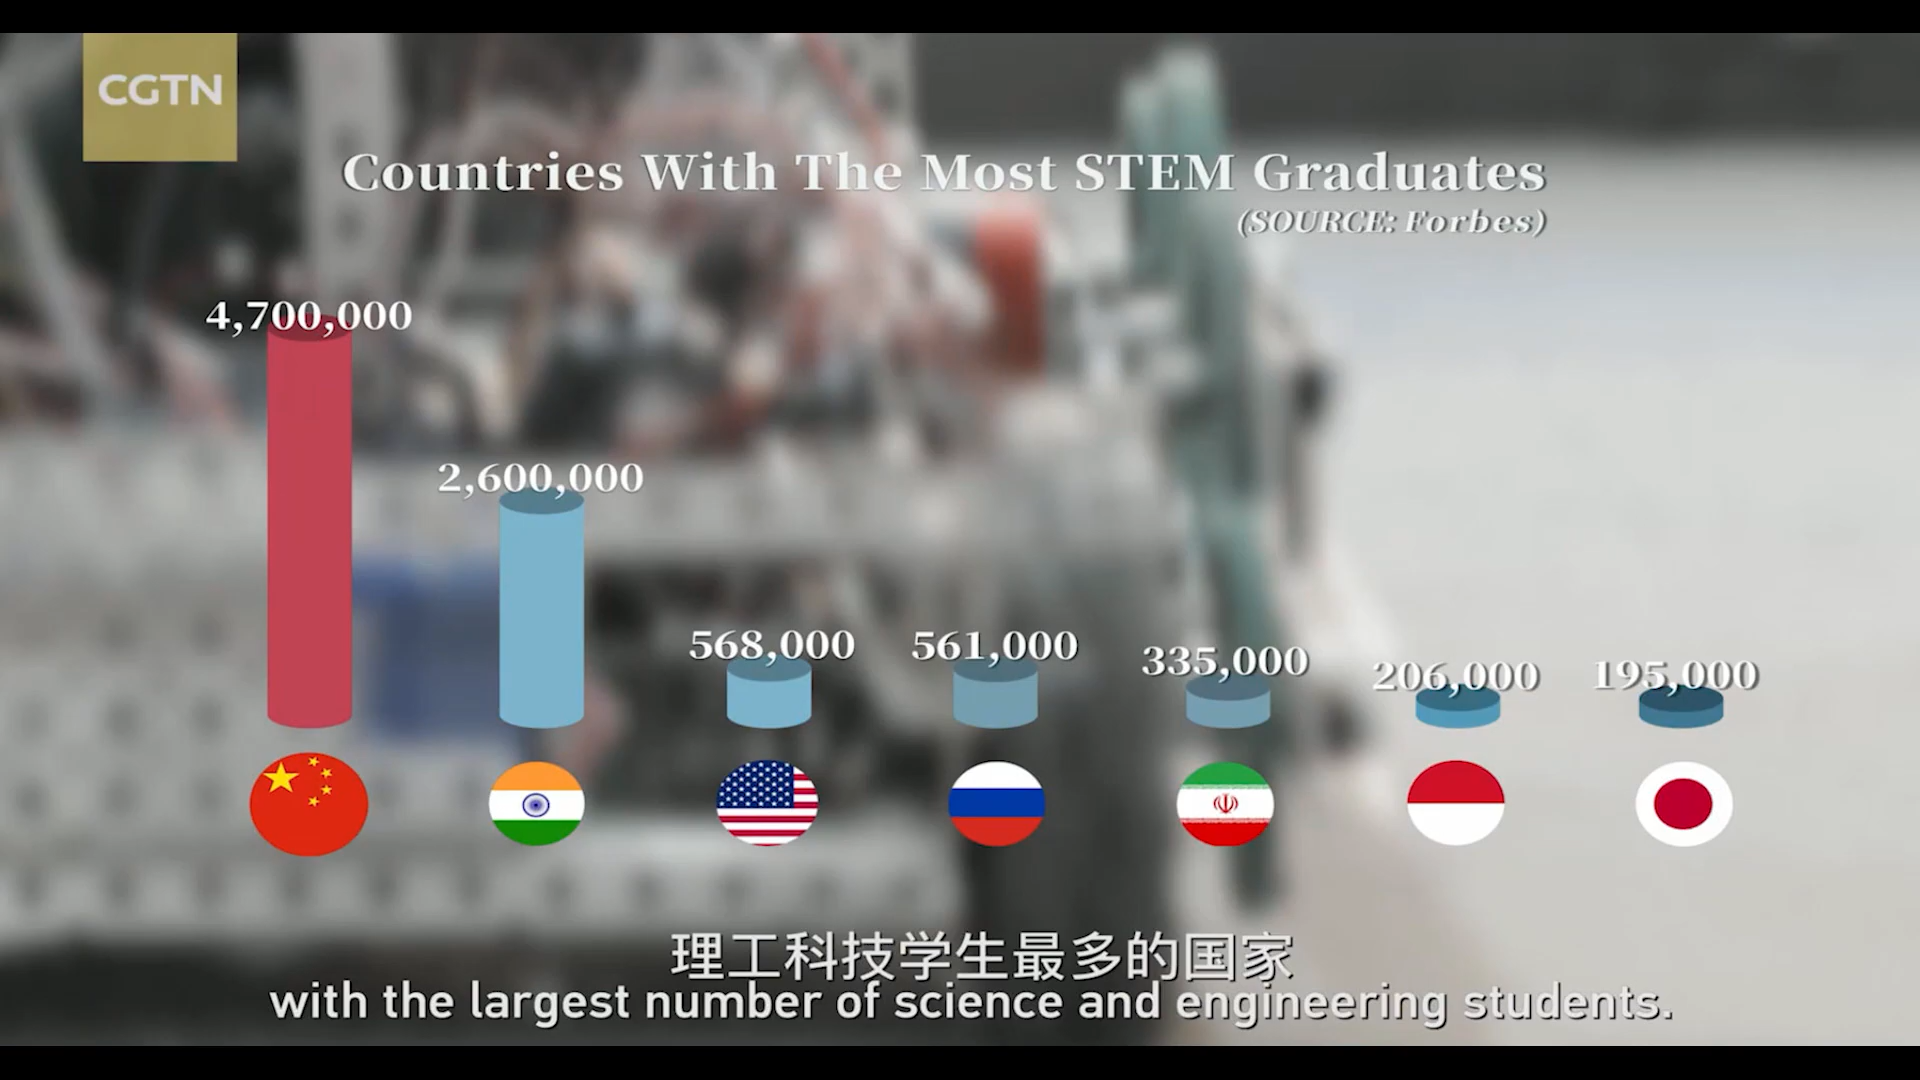 CGTN
Countries With The Most STEM Graduates
(SOURCE: Forbes)
4,700,000
2,600,000
568,000
561,000
335,000
206,000
195,000
理工科技学生最多的国家
with the largest number of science and engineering students.